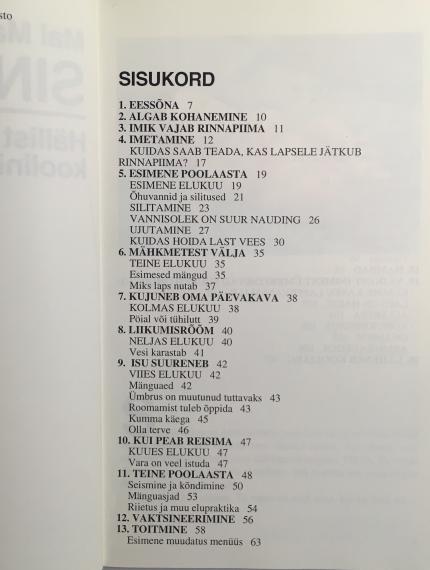 sto
SISUKORD
1. EESSÕNA 7
2. ALGAB KOHANEMINE 10
3. IMIK VAJAB RINNAPIIMA 11
4. IMETAMINE 12
KUIDAS SAAB TEADA, KAS LAPSELE JÄTKUB
RINNAPIIMA? 17
5. ESIMENE POOLAASTA 19
ESIMENE ELUKUU 19
Õhuvannid ja silitused 21
SILITAMINE 23
VANNISOLEK ON SUUR NAUDING 26
UJUTAMINE 27
KUIDAS HOIDA LAST VEES 30
6. MÄHKMETEST VÄLJA 35
TEINE ELUKUU 35
Esimesed mängud 35
Miks laps nutab 37
7. KUJUNEB OMA PÄEVAKAVA 38
KOLMAS ELUKUU 38
Pöial või tühilutt 39
8. LIIKUMISRÕÕM 40
NELJAS ELUKUU 40
Vesi karastab 41
9. ISU SUURENEB 42
VIIES ELUKUU 42
Mänguaed 42
Ümbrus on muutunud tuttavaks 43
Roomamist tuleb õppida 43
Kumma käega 45
Olla terve 46
10. KUI PEAB REISIMA 47
KUUES ELUKUU 47
Vara on veel istuda 47
11. TEINE POOLAASTA 48
Seismine ja kõndimine 50
Mänguasjad 53
Riietus ja muu elupraktika 54
12. VAKTSINEERIMINE 56
13. TOITMINE 58
Esimene muudatus menüüs 63